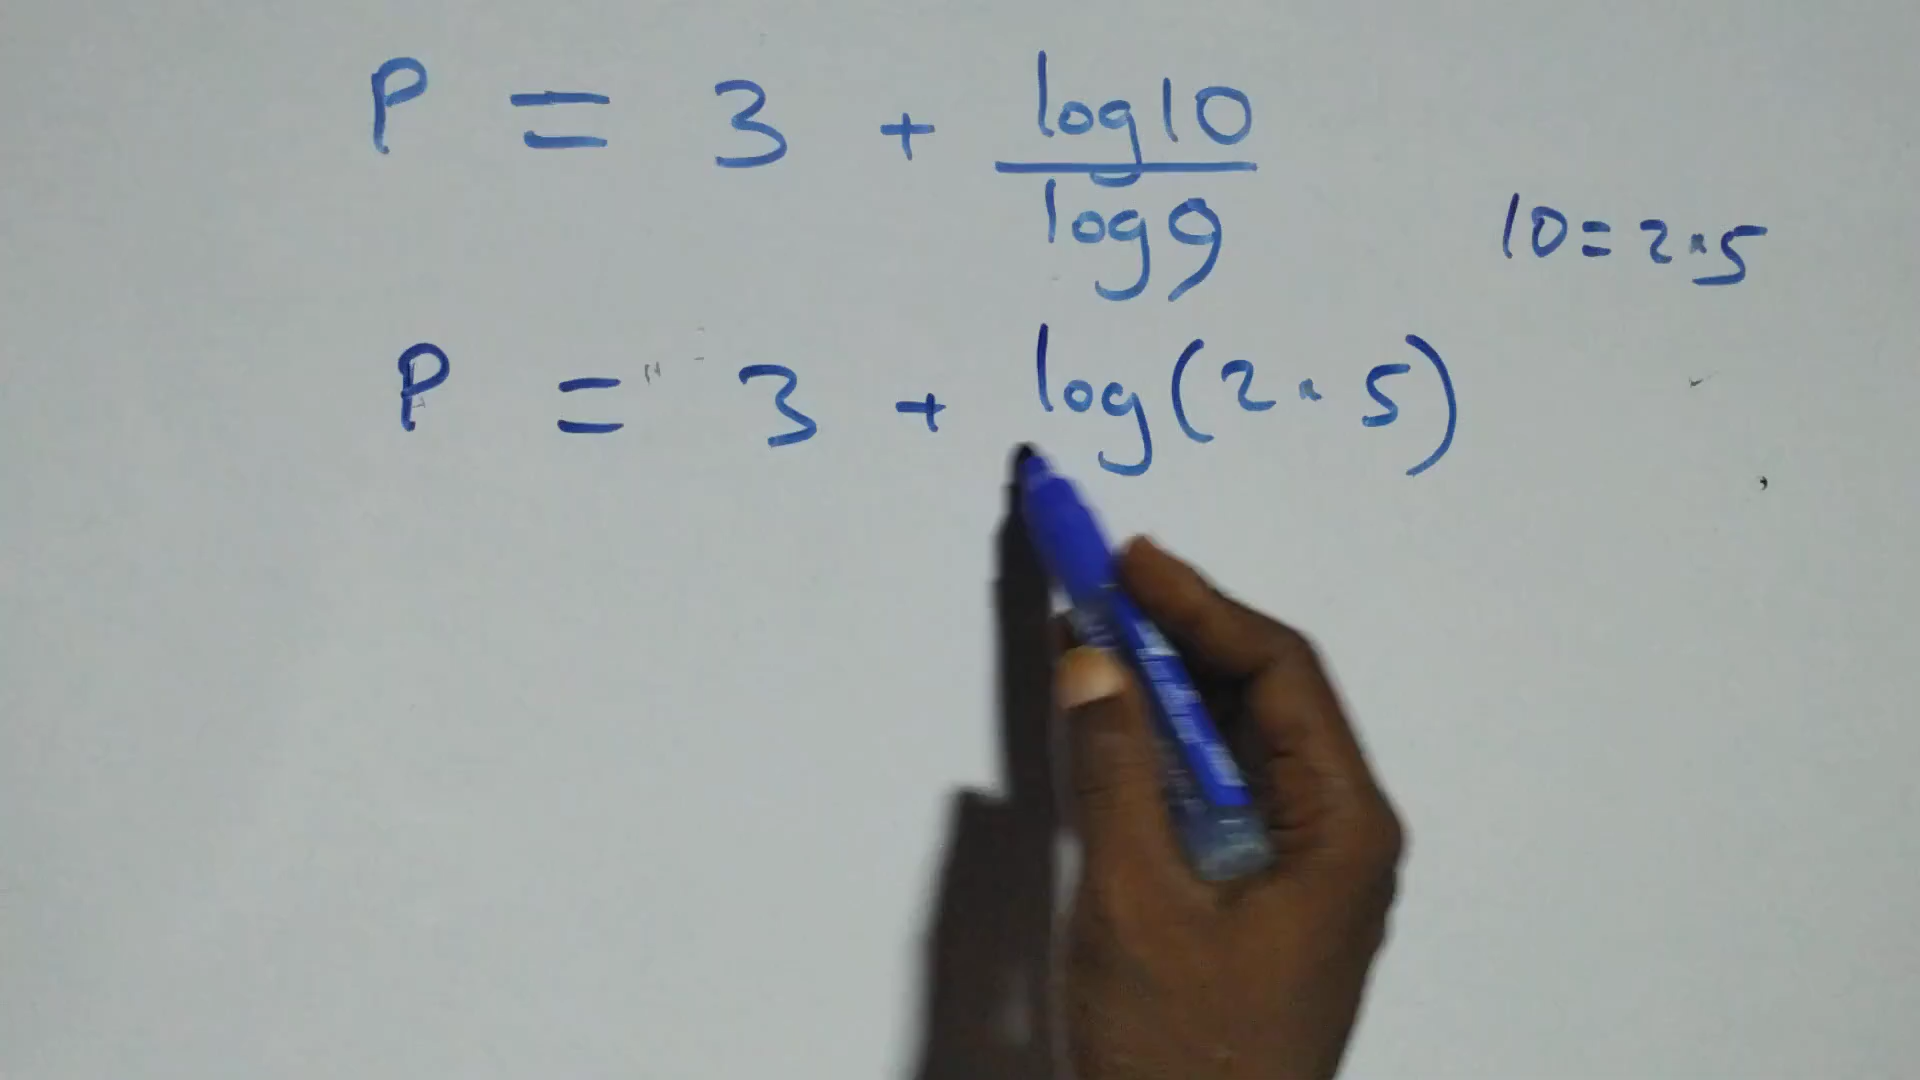 P = 3 + log10
log9
10 = 2 × 5
P = 3 + log(2 × 5)